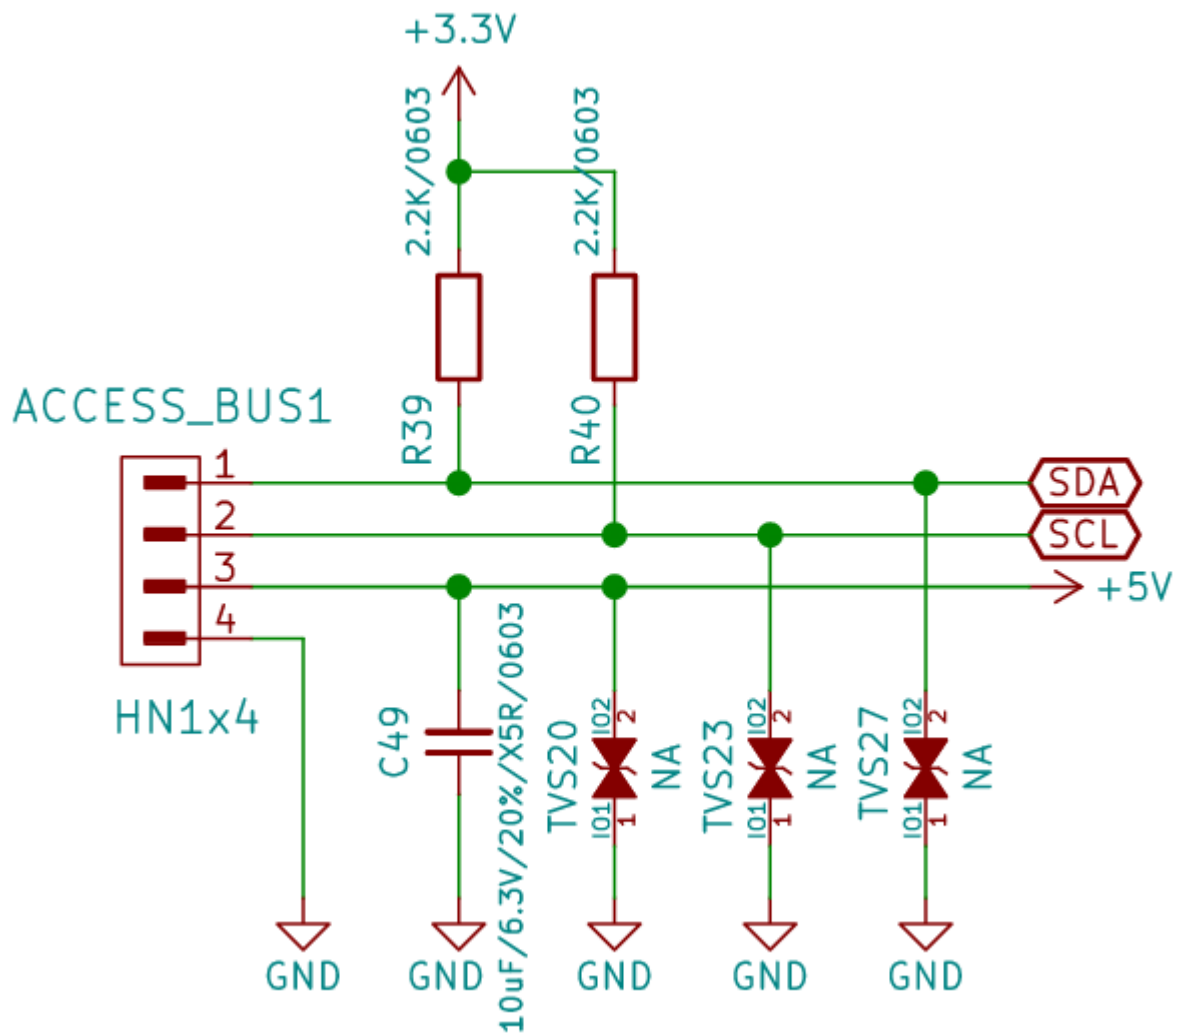 +3.3V
2.2K/0603
2.2K/0603
R39
R40
ACCESS_BUS1
1
2
3
4
HN1x4
SDA
SCL
+5V
C49
10uF/6.3V/20%/X5R/0603
TVS20
IO2
2
NA
IO1
1
TVS23
IO2
2
NA
IO1
1
TVS27
IO2
2
NA
IO1
1
GND
GND
GND
GND
GND